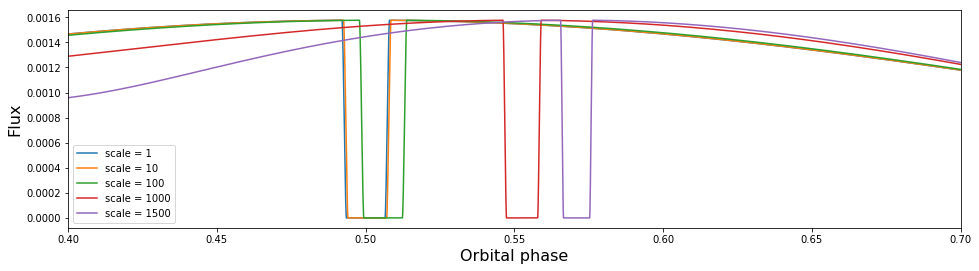 0.0016
0.0014
0.0012
0.0010
0.0008
0.0006
0.0004
0.0002
0.0000
Flux
scale = 1
scale = 10
scale = 100
scale = 1000
scale = 1500
0.40 0.45 0.50 0.55 0.60 0.65 0.70
Orbital phase